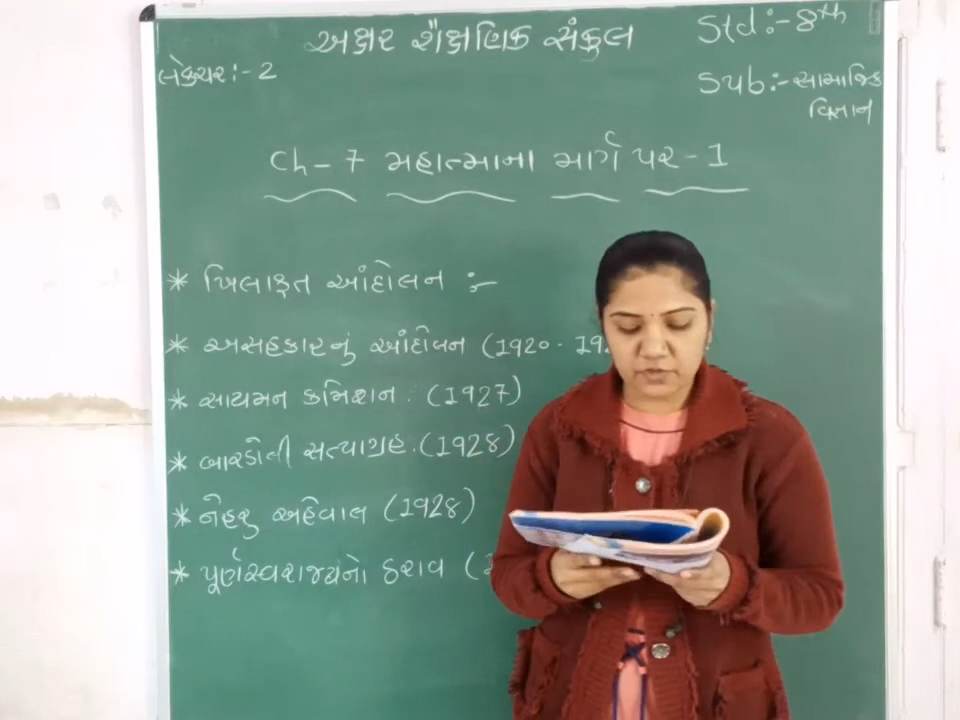 અક્ષર શૈક્ષણિક સંકુલ
Std:- 8th
લેક્ચર:- 2
Sub:- સામાજિક
વિજ્ઞાન
Ch - 7 મહાત્માના માર્ગે પર - 1
* ખિલાફત આંદોલન :-
* અસહકારનું આંદોલન (1920 - 19
* સાયમન કમિશન : (1927)
* બારડોલી સત્યાગ્રહ. (1928)
* નેહરુ અહેવાલ (1928)
* પૂર્ણસ્વરાજ્યનો ઠરાવ (